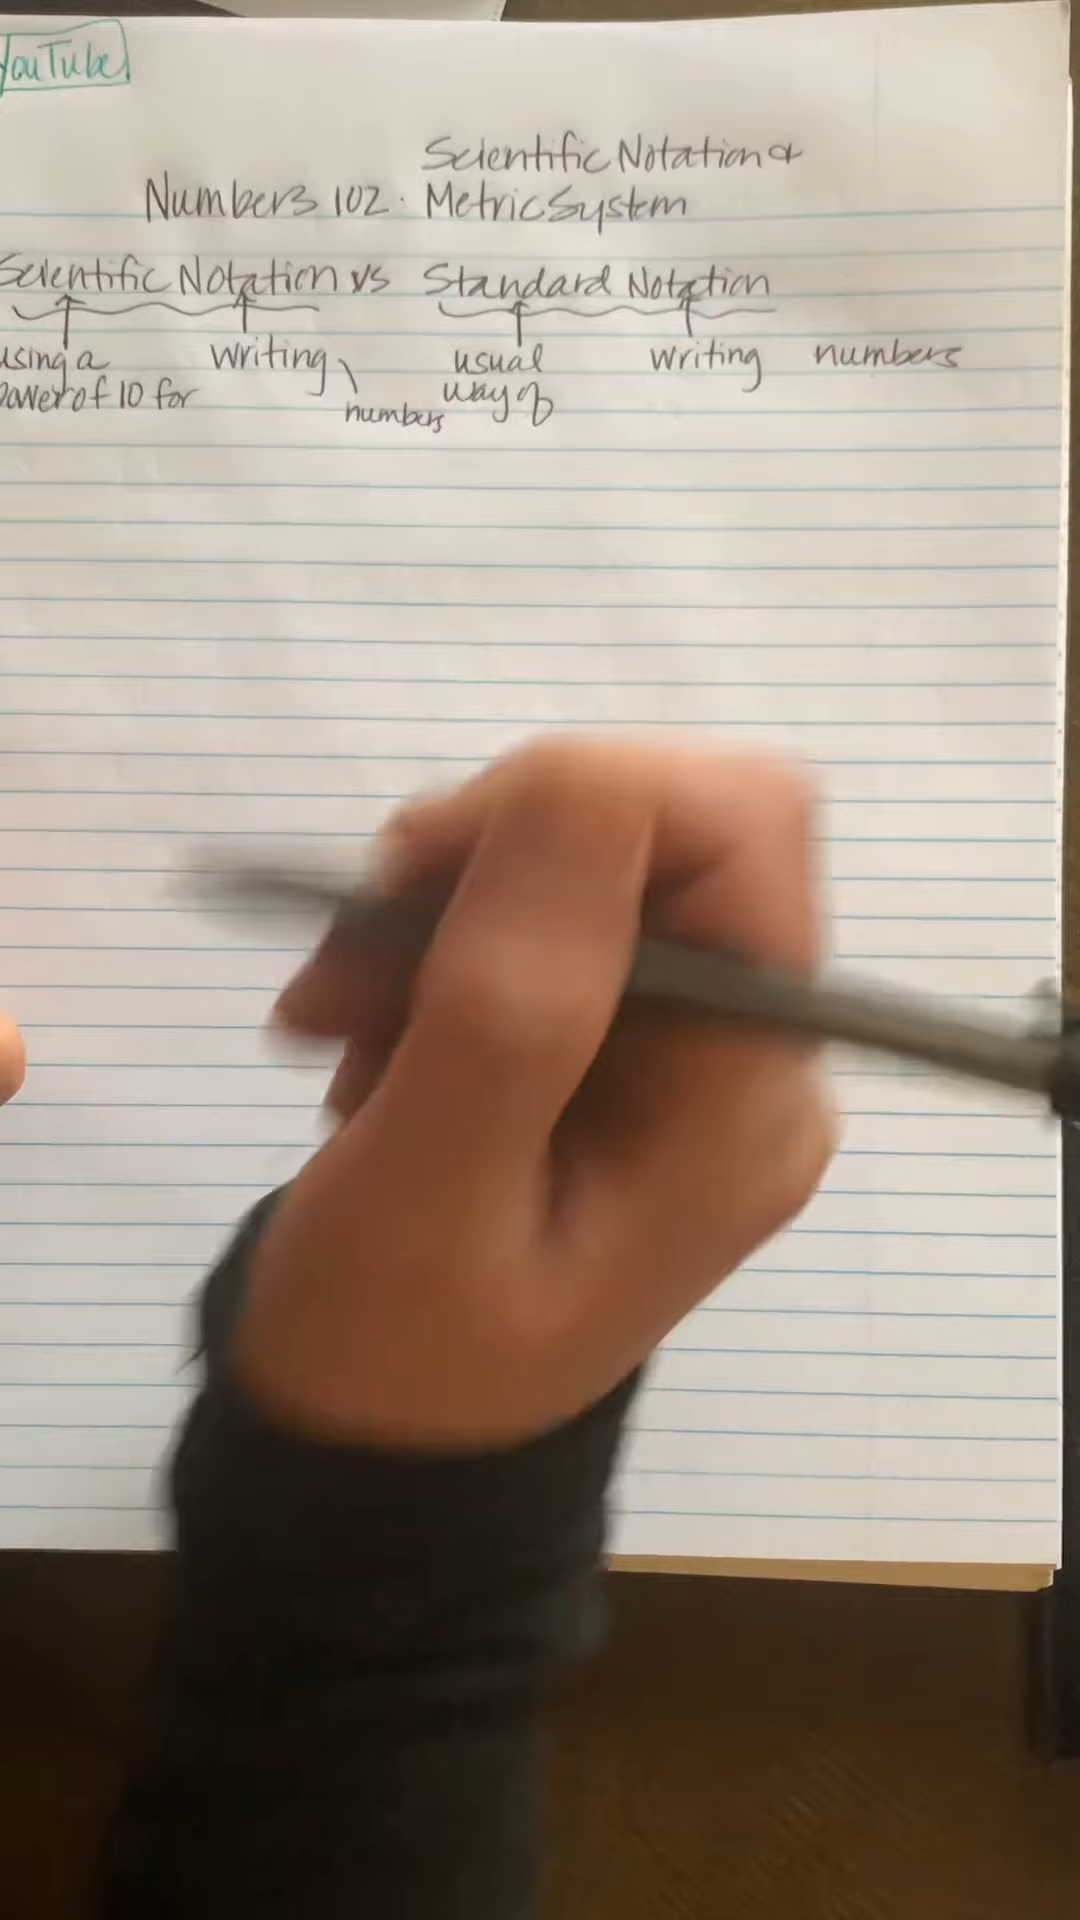 YouTube
Scientific Notation &
Numbers 102: Metric System
Scientific Notation vs Standard Notation
using a writing usual writing numbers
power of 10 for numbers way of